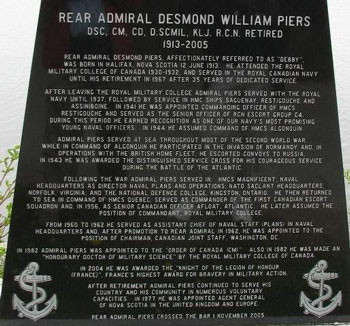 REAR ADMIRAL DESMOND WILLIAM PIERS
DSC, CM, CD, D.SCMIL, KLJ, R.C.N. RETIRED
1913-2005
REAR ADMIRAL DESMOND PIERS, AFFECTIONATELY REFERRED TO AS "DEBBY",
WAS BORN IN HALIFAX, NOVA SCOTIA 12 JUNE 1913. HE ATTENDED THE ROYAL
MILITARY COLLEGE OF CANADA 1930-1932, AND SERVED IN THE ROYAL CANADIAN NAVY
UNTIL HIS RETIREMENT IN 1967 AFTER 35 YEARS OF DEDICATED SERVICE.
AFTER LEAVING THE ROYAL MILITARY COLLEGE ADMIRAL PIERS SERVED WITH THE ROYAL
NAVY UNTIL 1937, FOLLOWED BY SERVICE IN HMC SHIPS SAGUENAY, RESTIGOUCHE AND
ASSINIBOINE. IN 1941 HE WAS APPOINTED COMMANDING OFFICER OF HMCS
RESTIGOUCHE AND SERVED AS THE SENIOR OFFICER OF RCN ESCORT GROUP C4.
DURING THIS PERIOD HE EARNED RECOGNITION AS ONE OF OUR NAVY'S MOST PROMISING
YOUNG NAVAL OFFICERS. IN 1944 HE ASSUMED COMMAND OF HMCS ALGONQUIN.
ADMIRAL PIERS SERVED AT SEA THROUGHOUT MOST OF THE SECOND WORLD WAR.
WHILE IN COMMAND OF ALGONQUIN HE PARTICIPATED IN THE INVASION OF NORMANDY AND, IN
OPERATIONS WITH THE BRITISH HOME FLEET, HE ESCORTED CONVOYS TO RUSSIA.
IN 1943 HE WAS AWARDED THE DISTINGUISHED SERVICE CROSS FOR HIS COURAGEOUS SERVICE
DURING THE BATTLE OF THE ATLANTIC.
FOLLOWING THE WAR ADMIRAL PIERS SERVED IN HMCS MAGNIFICENT, NAVAL
HEADQUARTERS AS DIRECTOR NAVAL PLANS AND OPERATIONS, NATO SACLANT HEADQUARTERS,
NORFOLK, VIRGINIA; AND THE NATIONAL DEFENCE COLLEGE, KINGSTON, ONTARIO. HE THEN RETURNED
TO SEA IN COMMAND OF HMCS QUEBEC, SERVED AS COMMANDER OF THE FIRST CANADIAN ESCORT
SQUADRON AND, IN 1956, AS SENIOR CANADIAN OFFICER AFLOAT, ATLANTIC. HE LATER ASSUMED THE
POSITION OF COMMANDANT, ROYAL MILITARY COLLEGE.
FROM 1960 TO 1962 HE SERVED AS ASSISTANT CHIEF OF NAVAL STAFF (PLANS) IN NAVAL
HEADQUARTERS AND, AFTER PROMOTION TO REAR ADMIRAL IN 1962, HE WAS APPOINTED TO THE
POSITION OF CHAIRMAN, CANADIAN JOINT STAFF, WASHINGTON, DC.
IN 1982 ADMIRAL PIERS WAS APPOINTED TO THE "ORDER OF CANADA (CM)". ALSO IN 1982 HE WAS MADE AN
"HONOURARY DOCTOR OF MILITARY SCIENCE" BY THE ROYAL MILITARY COLLEGE OF CANADA.
IN 2004 HE WAS AWARDED THE "KNIGHT OF THE LEGION OF HONOUR
(FRANCE)", FRANCE'S HIGHEST AWARD FOR BRAVERY IN MILITARY ACTION.
AFTER RETIREMENT ADMIRAL PIERS CONTINUED TO SERVE HIS
COUNTRY AND HIS COMMUNITY IN NUMEROUS VOLUNTARY
CAPACITIES. IN 1977 HE WAS APPOINTED AGENT GENERAL
OF NOVA SCOTIA IN THE UNITED KINGDOM AND EUROPE.
REAR ADMIRAL PIERS CROSSED THE BAR 1 NOVEMBER 2005